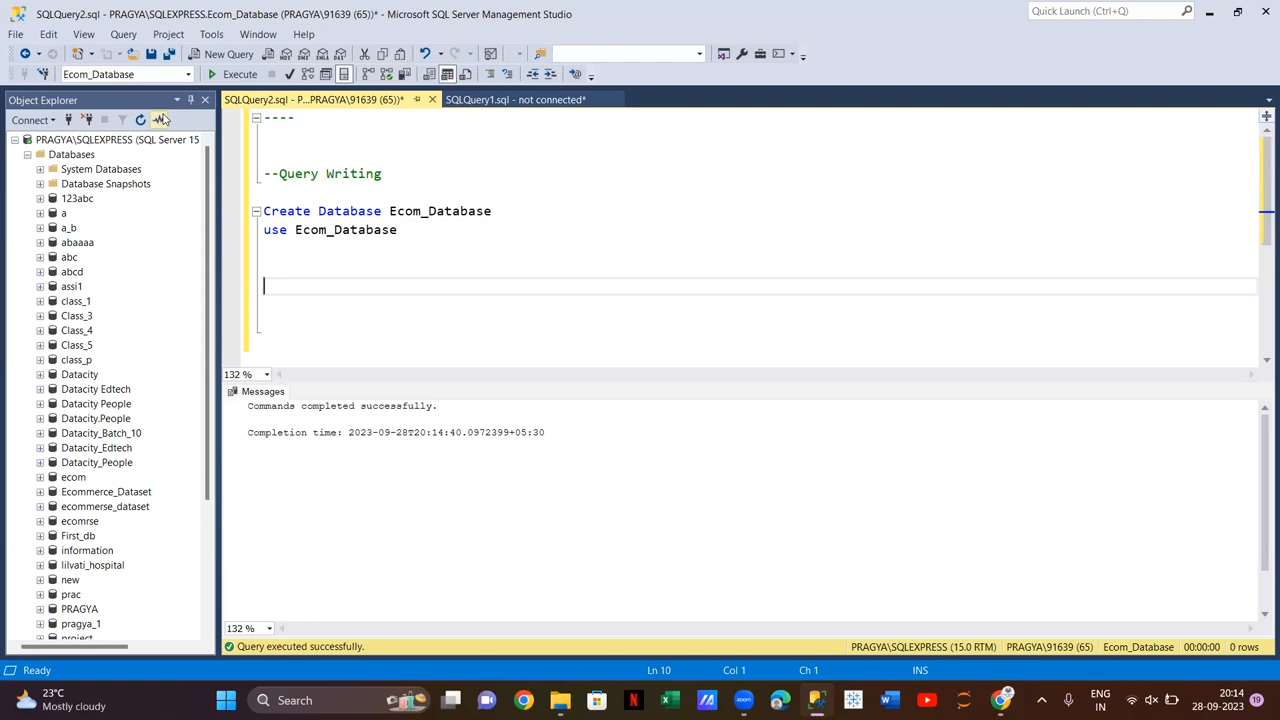 SQLQuery2.sql - PRAGYA\SQLEXPRESS.Ecom_Database (PRAGYA\91639 (65))* - Microsoft SQL Server Management Studio
Quick Launch (Ctrl+Q)
File Edit View Query Project Tools Window Help
New Query
MDX DMX XMLA DAX
Ecom_Database
Execute
Object Explorer
SQLQuery2.sql - P...PRAGYA\91639 (65))*
SQLQuery1.sql - not connected*
Connect
PRAGYA\SQLEXPRESS (SQL Server 15
Databases
System Databases
Database Snapshots
123abc
a
a_b
abaaaa
abc
abcd
assi1
class_1
Class_3
Class_4
Class_5
class_p
Datacity
Datacity Edtech
Datacity People
Datacity.People
Datacity_Batch_10
Datacity_Edtech
Datacity_People
ecom
Ecommerce_Dataset
ecommerse_dataset
ecomrse
First_db
information
lilvati_hospital
new
prac
PRAGYA
pragya_1
project
----
--Query Writing
Create Database Ecom_Database
use Ecom_Database
132 %
Messages
Commands completed successfully.
Completion time: 2023-09-28T20:14:40.0972399+05:30
132 %
Query executed successfully.
PRAGYA\SQLEXPRESS (15.0 RTM)
PRAGYA\91639 (65)
Ecom_Database
00:00:00
0 rows
Ready
Ln 10
Col 1
Ch 1
INS
23°C
Mostly cloudy
Search
zoom
ENG
IN
20:14
28-09-2023
19